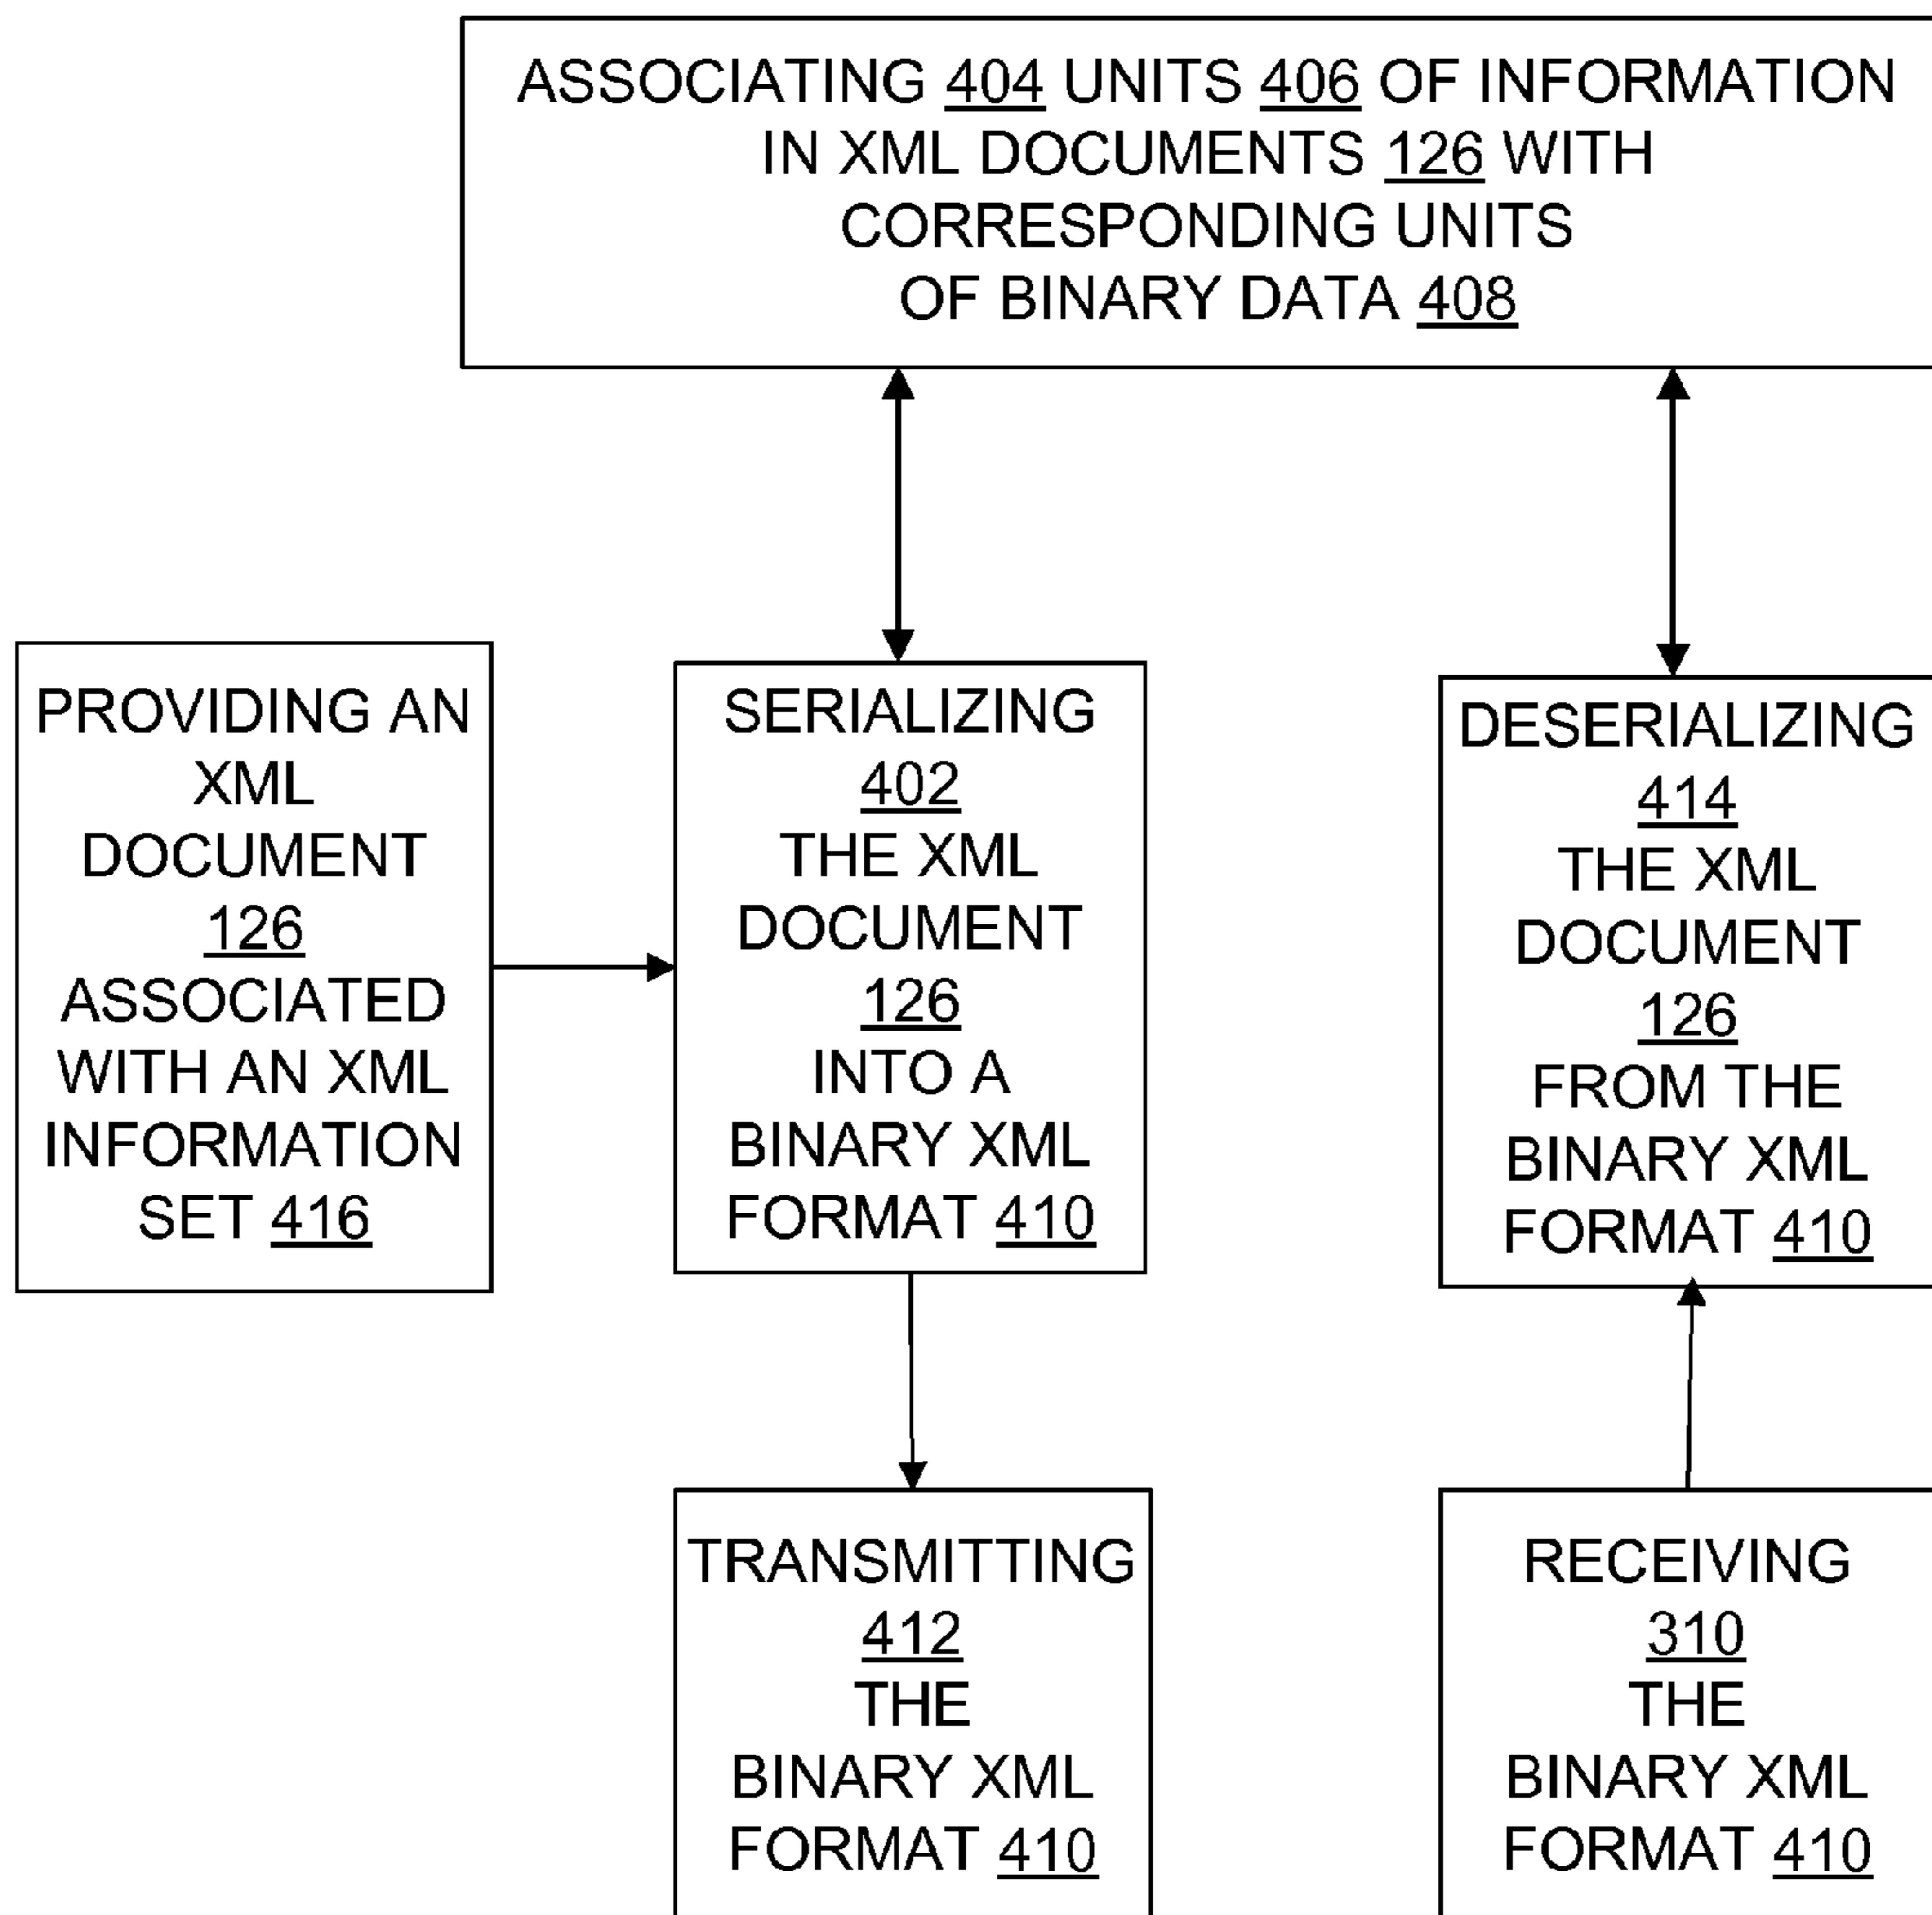 ASSOCIATING 404 UNITS 406 OF INFORMATION
IN XML DOCUMENTS 126 WITH
CORRESPONDING UNITS
OF BINARY DATA 408
PROVIDING AN
XML
DOCUMENT
126
ASSOCIATED
WITH AN XML
INFORMATION
SET 416
SERIALIZING
402
THE XML
DOCUMENT
126
INTO A
BINARY XML
FORMAT 410
DESERIALIZING
414
THE XML
DOCUMENT
126
FROM THE
BINARY XML
FORMAT 410
TRANSMITTING
412
THE
BINARY XML
FORMAT 410
RECEIVING
310
THE
BINARY XML
FORMAT 410